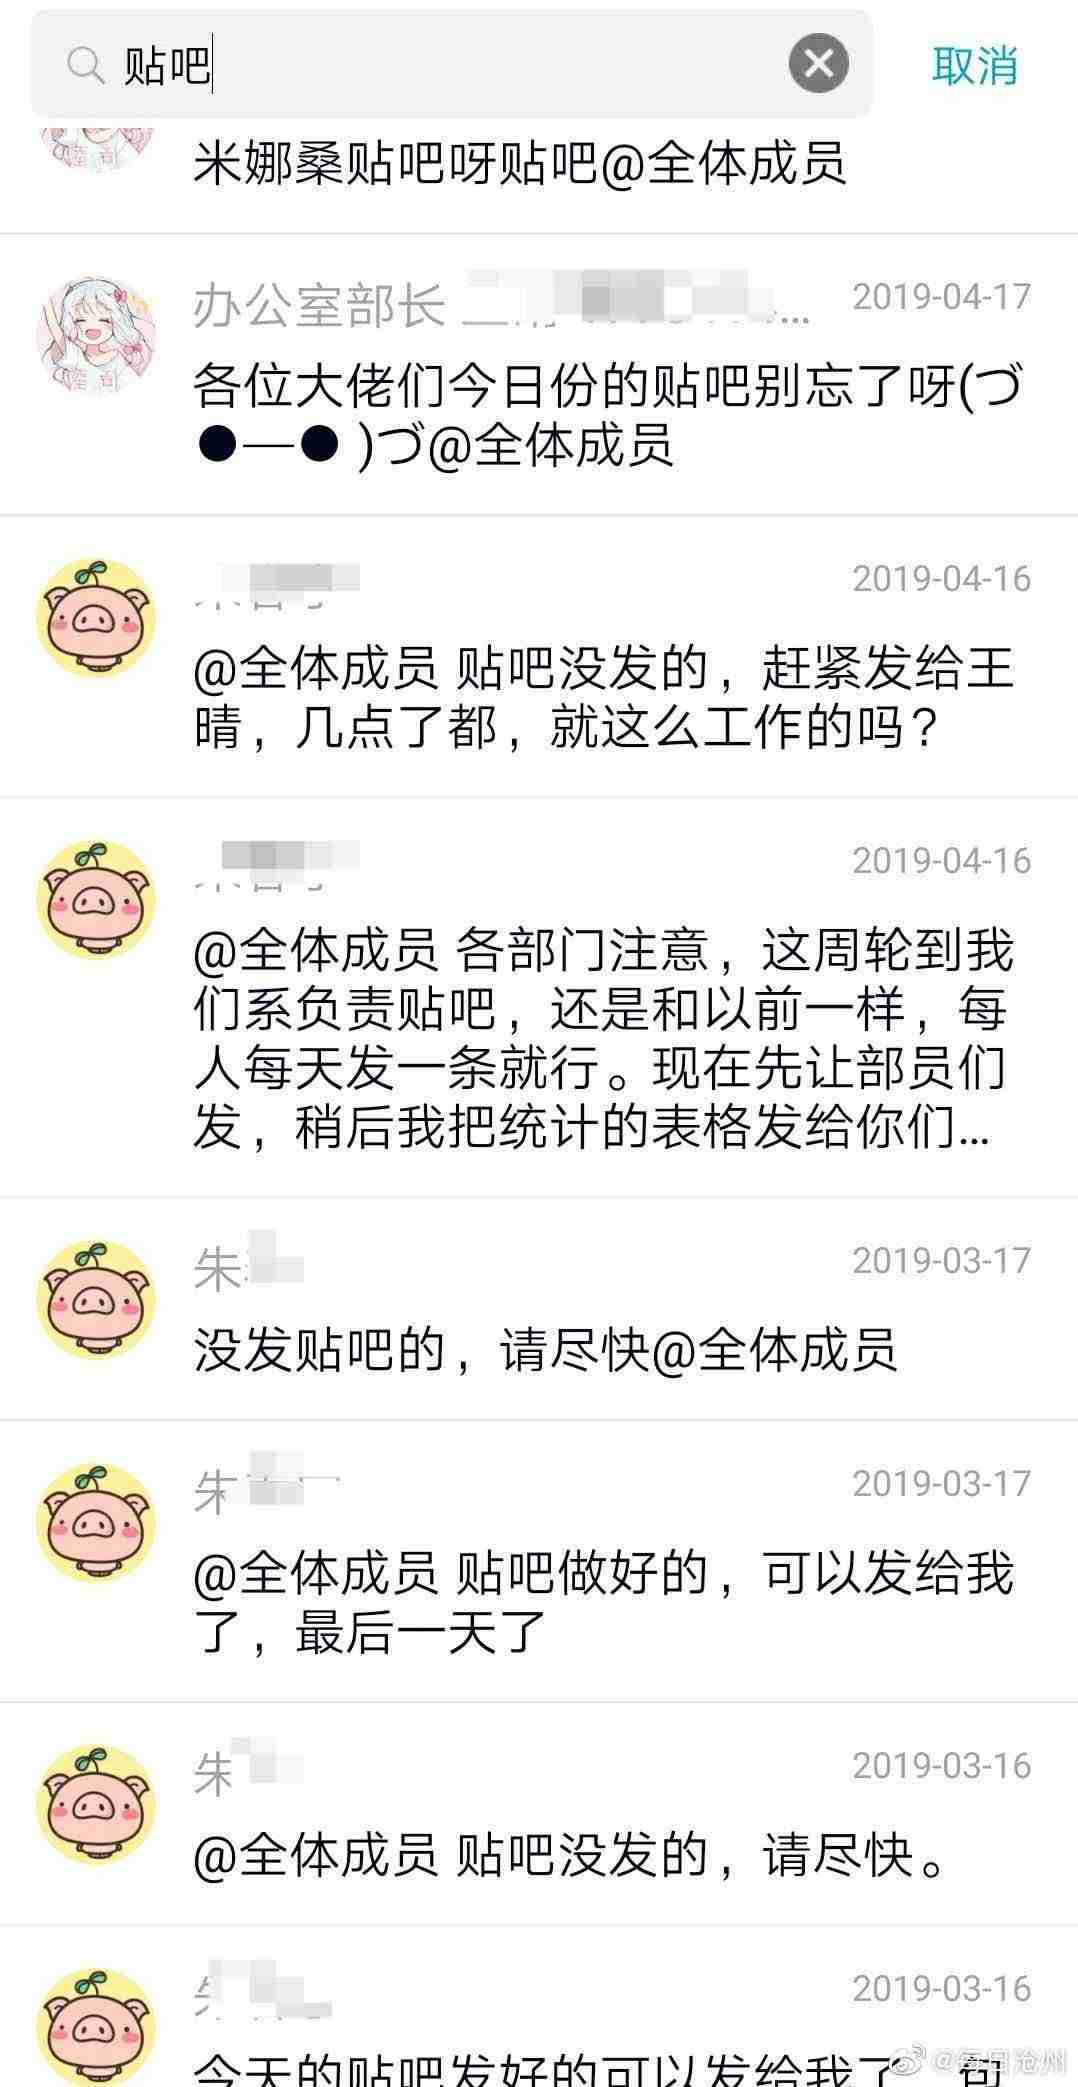 贴吧
取消
米娜桑贴吧呀贴吧@全体成员
办公室部长
2019-04-17
各位大佬们今日份的贴吧别忘了呀(づ
●—● )づ@全体成员
2019-04-16
@全体成员 贴吧没发的，赶紧发给王
晴，几点了都，就这么工作的吗？
2019-04-16
@全体成员 各部门注意，这周轮到我
们系负责贴吧，还是和以前一样，每
人每天发一条就行。现在先让部员们
发，稍后我把统计的表格发给你们...
朱
2019-03-17
没发贴吧的，请尽快@全体成员
朱
2019-03-17
@全体成员 贴吧做好的，可以发给我
了，最后一天了
朱
2019-03-16
@全体成员 贴吧没发的，请尽快。
2019-03-16
今天的贴吧发好的可以发给我了
@每日沧州